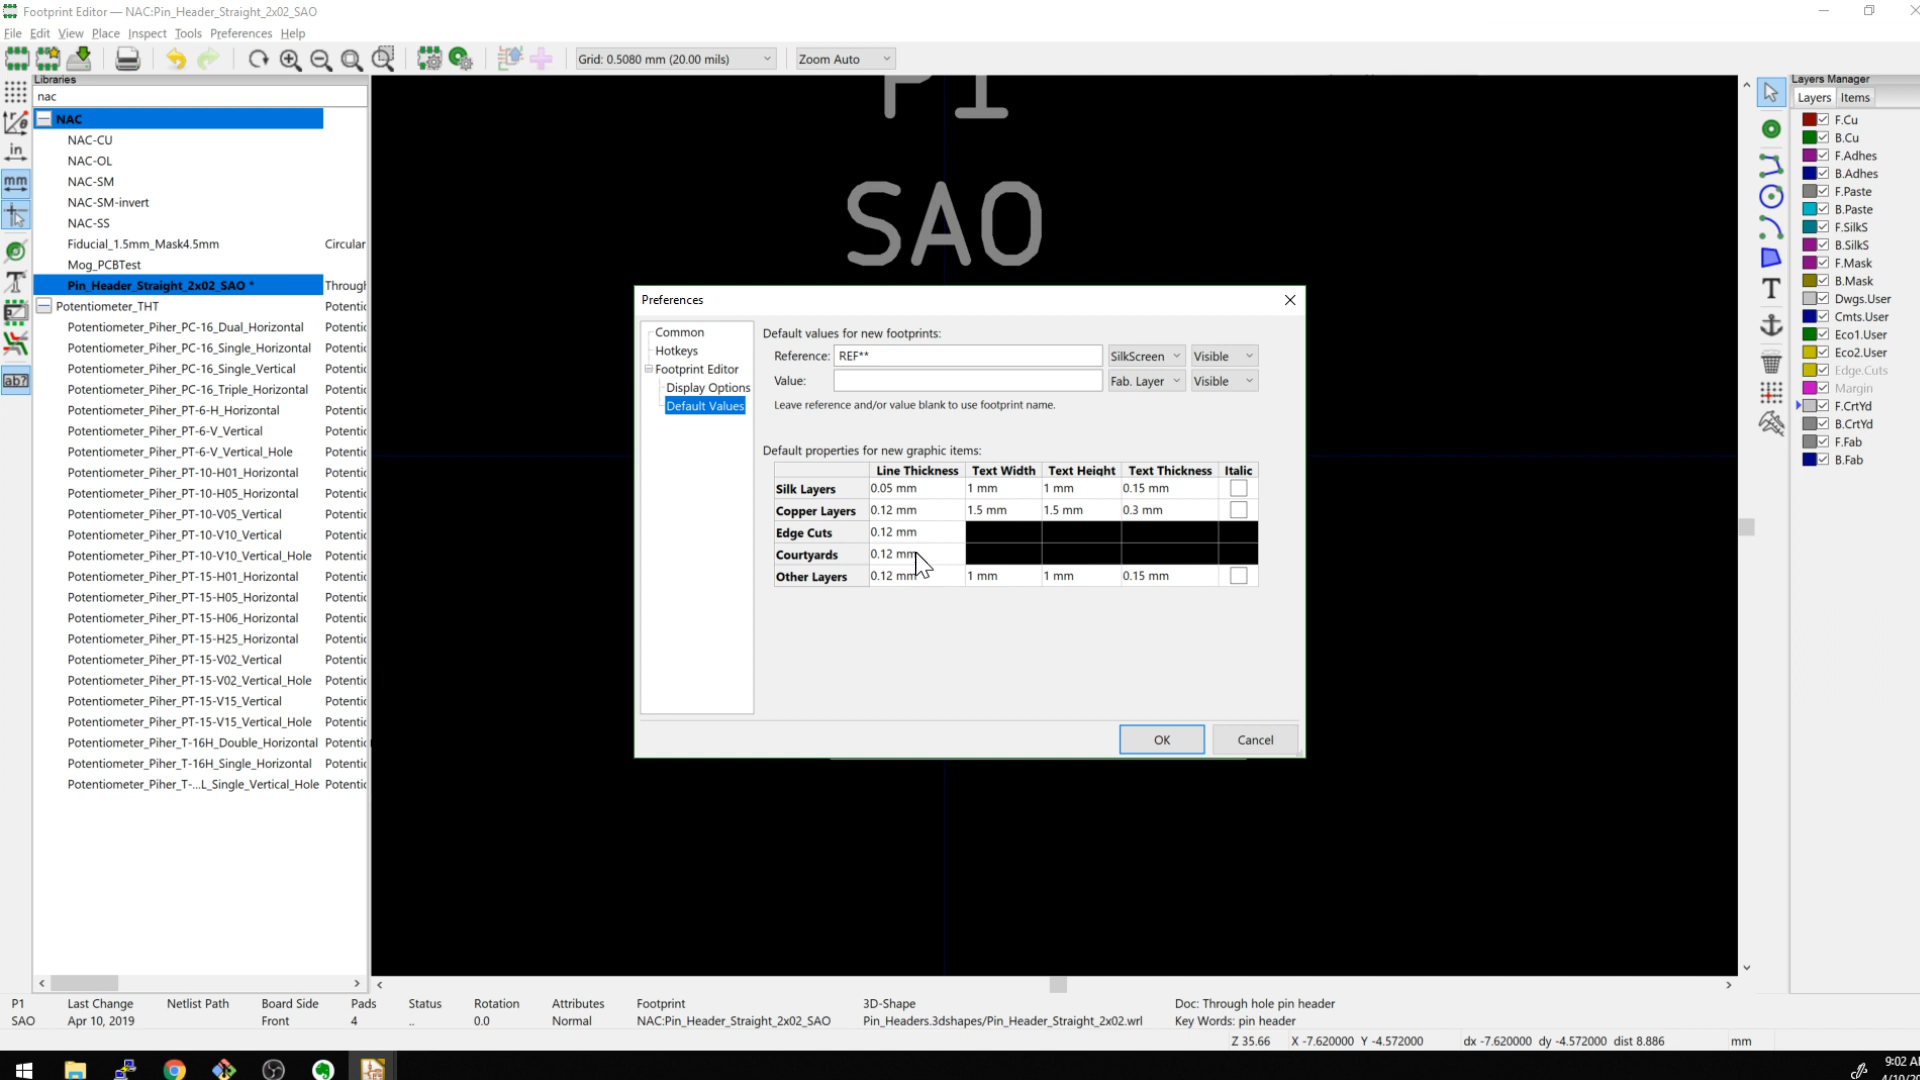 Footprint Editor — NAC:Pin_Header_Straight_2x02_SAO
File Edit View Place Inspect Tools Preferences Help
Grid: 0.5080 mm (20.00 mils)
Zoom Auto
Libraries
nac
NAC
NAC-CU
NAC-OL
NAC-SM
NAC-SM-invert
NAC-SS
Fiducial_1.5mm_Mask4.5mm Circular
Mog_PCBTest
Pin_Header_Straight_2x02_SAO * Through
Potentiometer_THT
Potentiometer_Piher_PC-16_Dual_Horizontal
Potentiometer_Piher_PC-16_Single_Horizontal
Potentiometer_Piher_PC-16_Single_Vertical
Potentiometer_Piher_PC-16_Triple_Horizontal
Potentiometer_Piher_PT-6-H_Horizontal
Potentiometer_Piher_PT-6-V_Vertical
Potentiometer_Piher_PT-6-V_Vertical_Hole
Potentiometer_Piher_PT-10-H01_Horizontal
Potentiometer_Piher_PT-10-H05_Horizontal
Potentiometer_Piher_PT-10-V05_Vertical
Potentiometer_Piher_PT-10-V10_Vertical
Potentiometer_Piher_PT-10-V10_Vertical_Hole
Potentiometer_Piher_PT-15-H01_Horizontal
Potentiometer_Piher_PT-15-H05_Horizontal
Potentiometer_Piher_PT-15-H06_Horizontal
Potentiometer_Piher_PT-15-H25_Horizontal
Potentiometer_Piher_PT-15-V02_Vertical
Potentiometer_Piher_PT-15-V02_Vertical_Hole
Potentiometer_Piher_PT-15-V15_Vertical
Potentiometer_Piher_PT-15-V15_Vertical_Hole
Potentiometer_Piher_T-16H_Double_Horizontal
Potentiometer_Piher_T-16H_Single_Horizontal
Potentiometer_Piher_T-...L_Single_Vertical_Hole
in
mm
ab?
P1
SAO
Preferences
Common
Hotkeys
Footprint Editor
Display Options
Default Values
Default values for new footprints:
Reference: REF** SilkScreen Visible
Value: Fab. Layer Visible
Leave reference and/or value blank to use footprint name.
Default properties for new graphic items:
Line Thickness Text Width Text Height Text Thickness Italic
Silk Layers 0.05 mm 1 mm 1 mm 0.15 mm
Copper Layers 0.12 mm 1.5 mm 1.5 mm 0.3 mm
Edge Cuts 0.12 mm
Courtyards 0.12 mm
Other Layers 0.12 mm 1 mm 1 mm 0.15 mm
OK Cancel
Layers Manager
Layers Items
F.Cu
B.Cu
F.Adhes
B.Adhes
F.Paste
B.Paste
F.SilkS
B.SilkS
F.Mask
B.Mask
Dwgs.User
Cmts.User
Eco1.User
Eco2.User
Edge.Cuts
Margin
F.CrtYd
B.CrtYd
F.Fab
B.Fab
P1 Last Change Netlist Path Board Side Pads Status Rotation Attributes Footprint 3D-Shape Doc: Through hole pin header
SAO Apr 10, 2019 Front 4 .. 0.0 Normal NAC:Pin_Header_Straight_2x02_SAO Pin_Headers.3dshapes/Pin_Header_Straight_2x02.wrl Key Words: pin header
Z 35.66 X -7.620000 Y -4.572000 dx -7.620000 dy -4.572000 dist 8.886 mm
9:02 AM